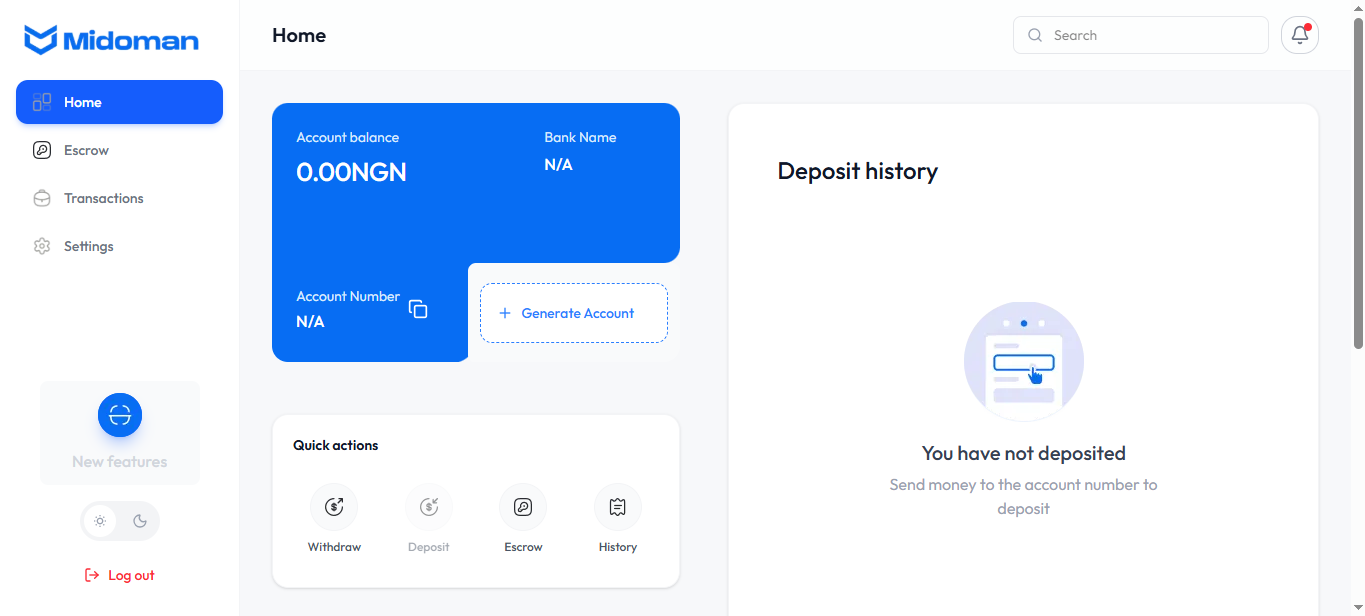 Midoman
Home
Escrow
Transactions
Settings
New features
Log out
Home
Search
Account balance
0.00NGN
Bank Name
N/A
Account Number
N/A
Generate Account
Quick actions
Withdraw
Deposit
Escrow
History
Deposit history
You have not deposited
Send money to the account number to
deposit